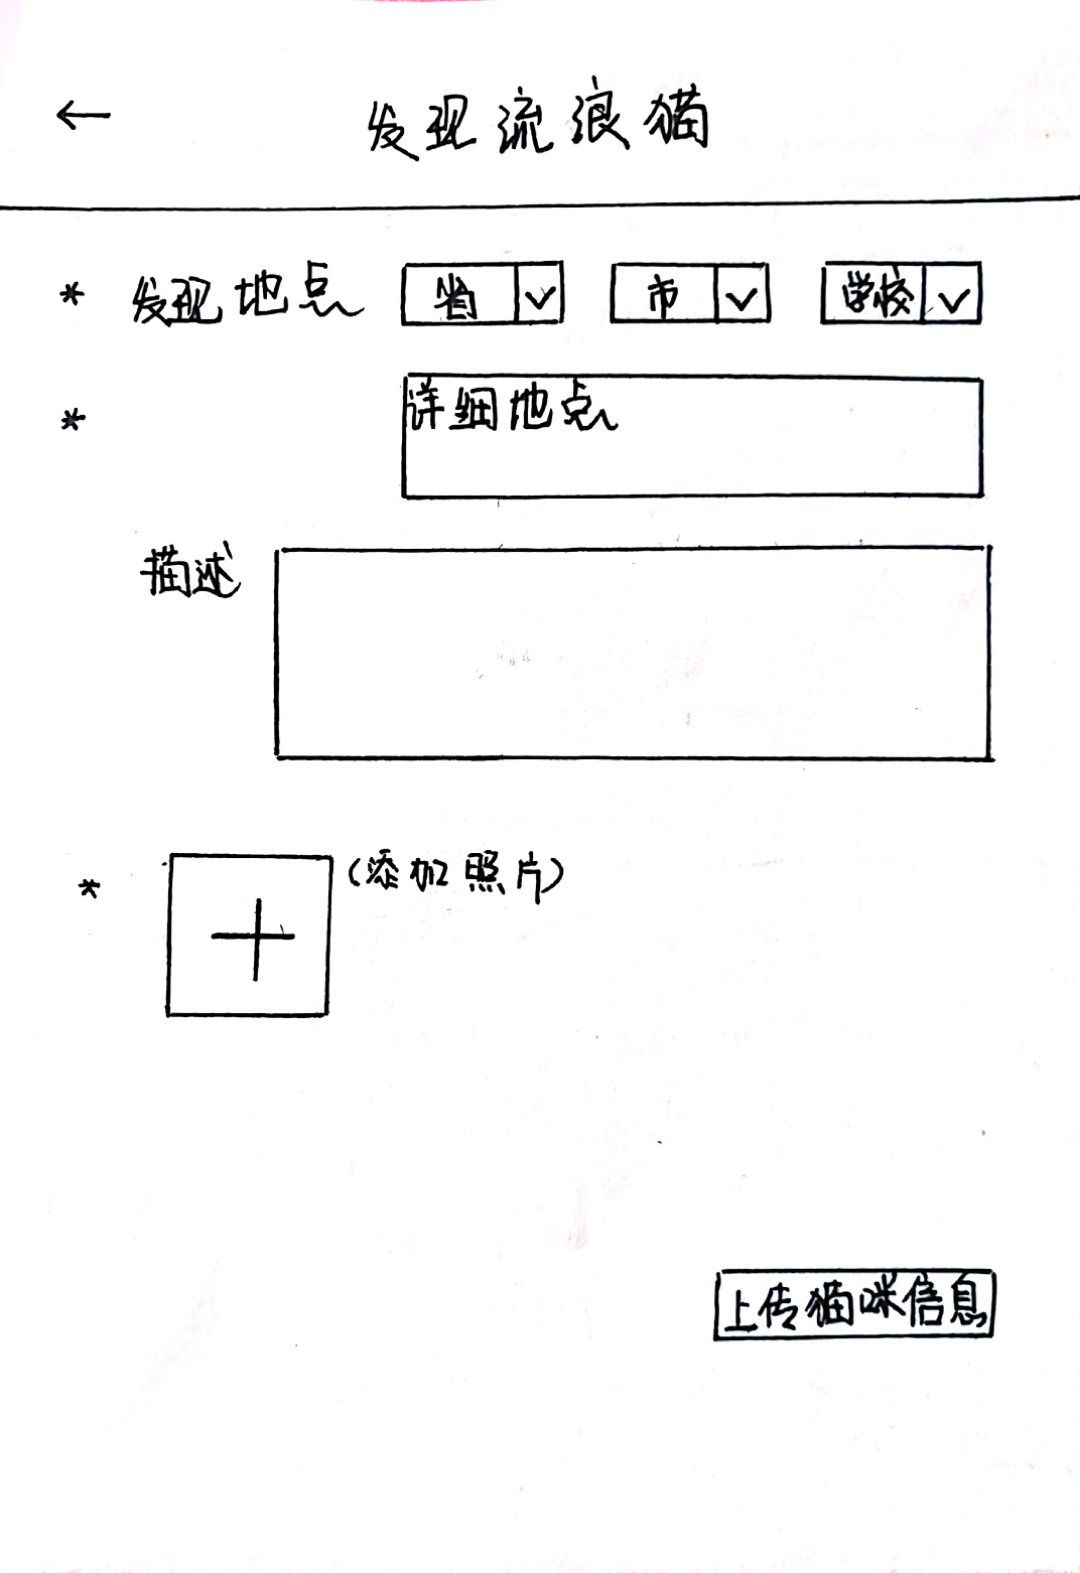 ← 发现流浪猫
* 发现地点 省 市 学校
* 详细地点
描述
* + (添加照片)
上传猫咪信息